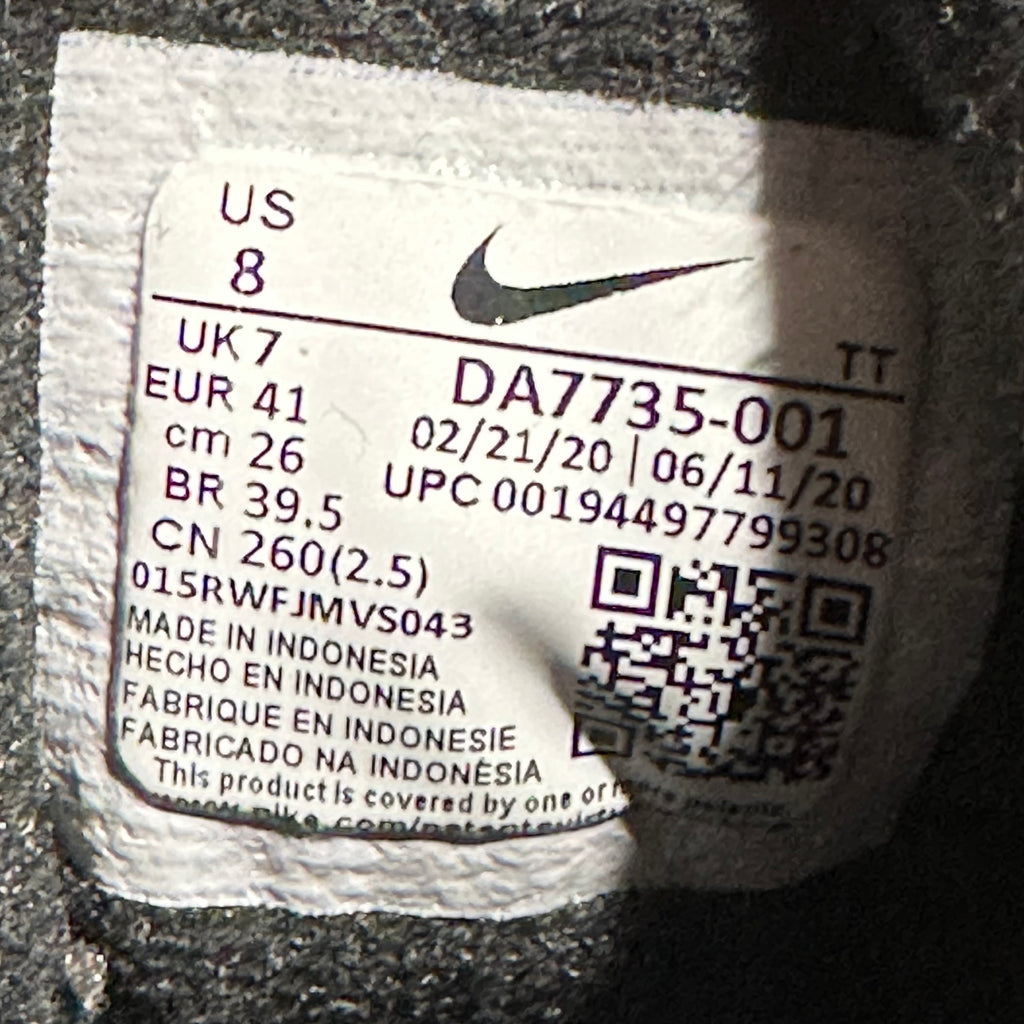 US
8
TT
UK 7
EUR 41
cm 26
BR 39.5
CN 260(2.5)
DA7735-001
02/21/20 | 06/11/20
UPC 00194497799308
015RWFJMVS043
MADE IN INDONESIA
HECHO EN INDONESIA
FABRIQUE EN INDONESIE
FABRICADO NA INDONÉSIA
This product is covered by one or